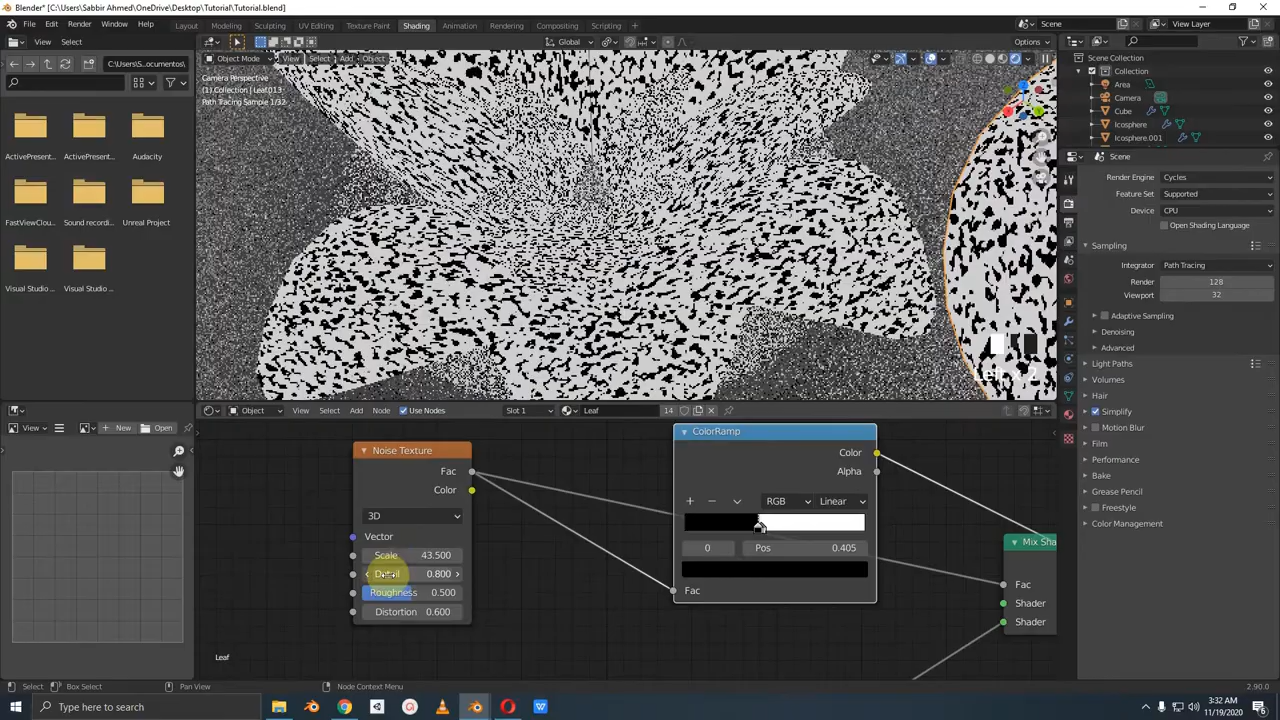 Blender* [C:\Users\Sabbir Ahmed\OneDrive\Desktop\Tutorial\Tutorial.blend]
File Edit Render Window Help Layout Modeling Sculpting UV Editing Texture Paint Shading Animation Rendering Compositing Scripting Scene View Layer
View Select Global Options
C:\S...documentos\ Object Mode View Select Add Object
Camera Perspective
(1) Collection | Leaf.013
Path Tracing Sample 1/32
ActivePresent...
ActivePresent...
Audacity
FastViewClou...
Sound recordi...
Unreal Project
Visual Studio ...
Visual Studio ...
Scene Collection
Collection
Area
Camera
Cube
Icosphere
Icosphere.001
Scene
Render Engine Cycles
Feature Set Supported
Device CPU
Open Shading Language
Sampling
Integrator Path Tracing
Render 128
Viewport 32
Adaptive Sampling
Denoising
Advanced
Light Paths
Volumes
Hair
Simplify
Motion Blur
Film
Performance
Bake
Grease Pencil
Freestyle
Color Management
Object View Select Add Node Use Nodes Slot 1 Leaf 14
View New Open
Noise Texture
Fac
Color
3D
Vector
Scale 43.500
Detail 0.800
Roughness 0.500
Distortion 0.600
ColorRamp
Color
Alpha
RGB Linear
0 Pos 0.405
Fac
Mix Sha
Fac
Shader
Shader
Leaf
Select Box Select Pan View Node Context Menu 2.90.0
Type here to search
3:32 AM
11/19/2020
6